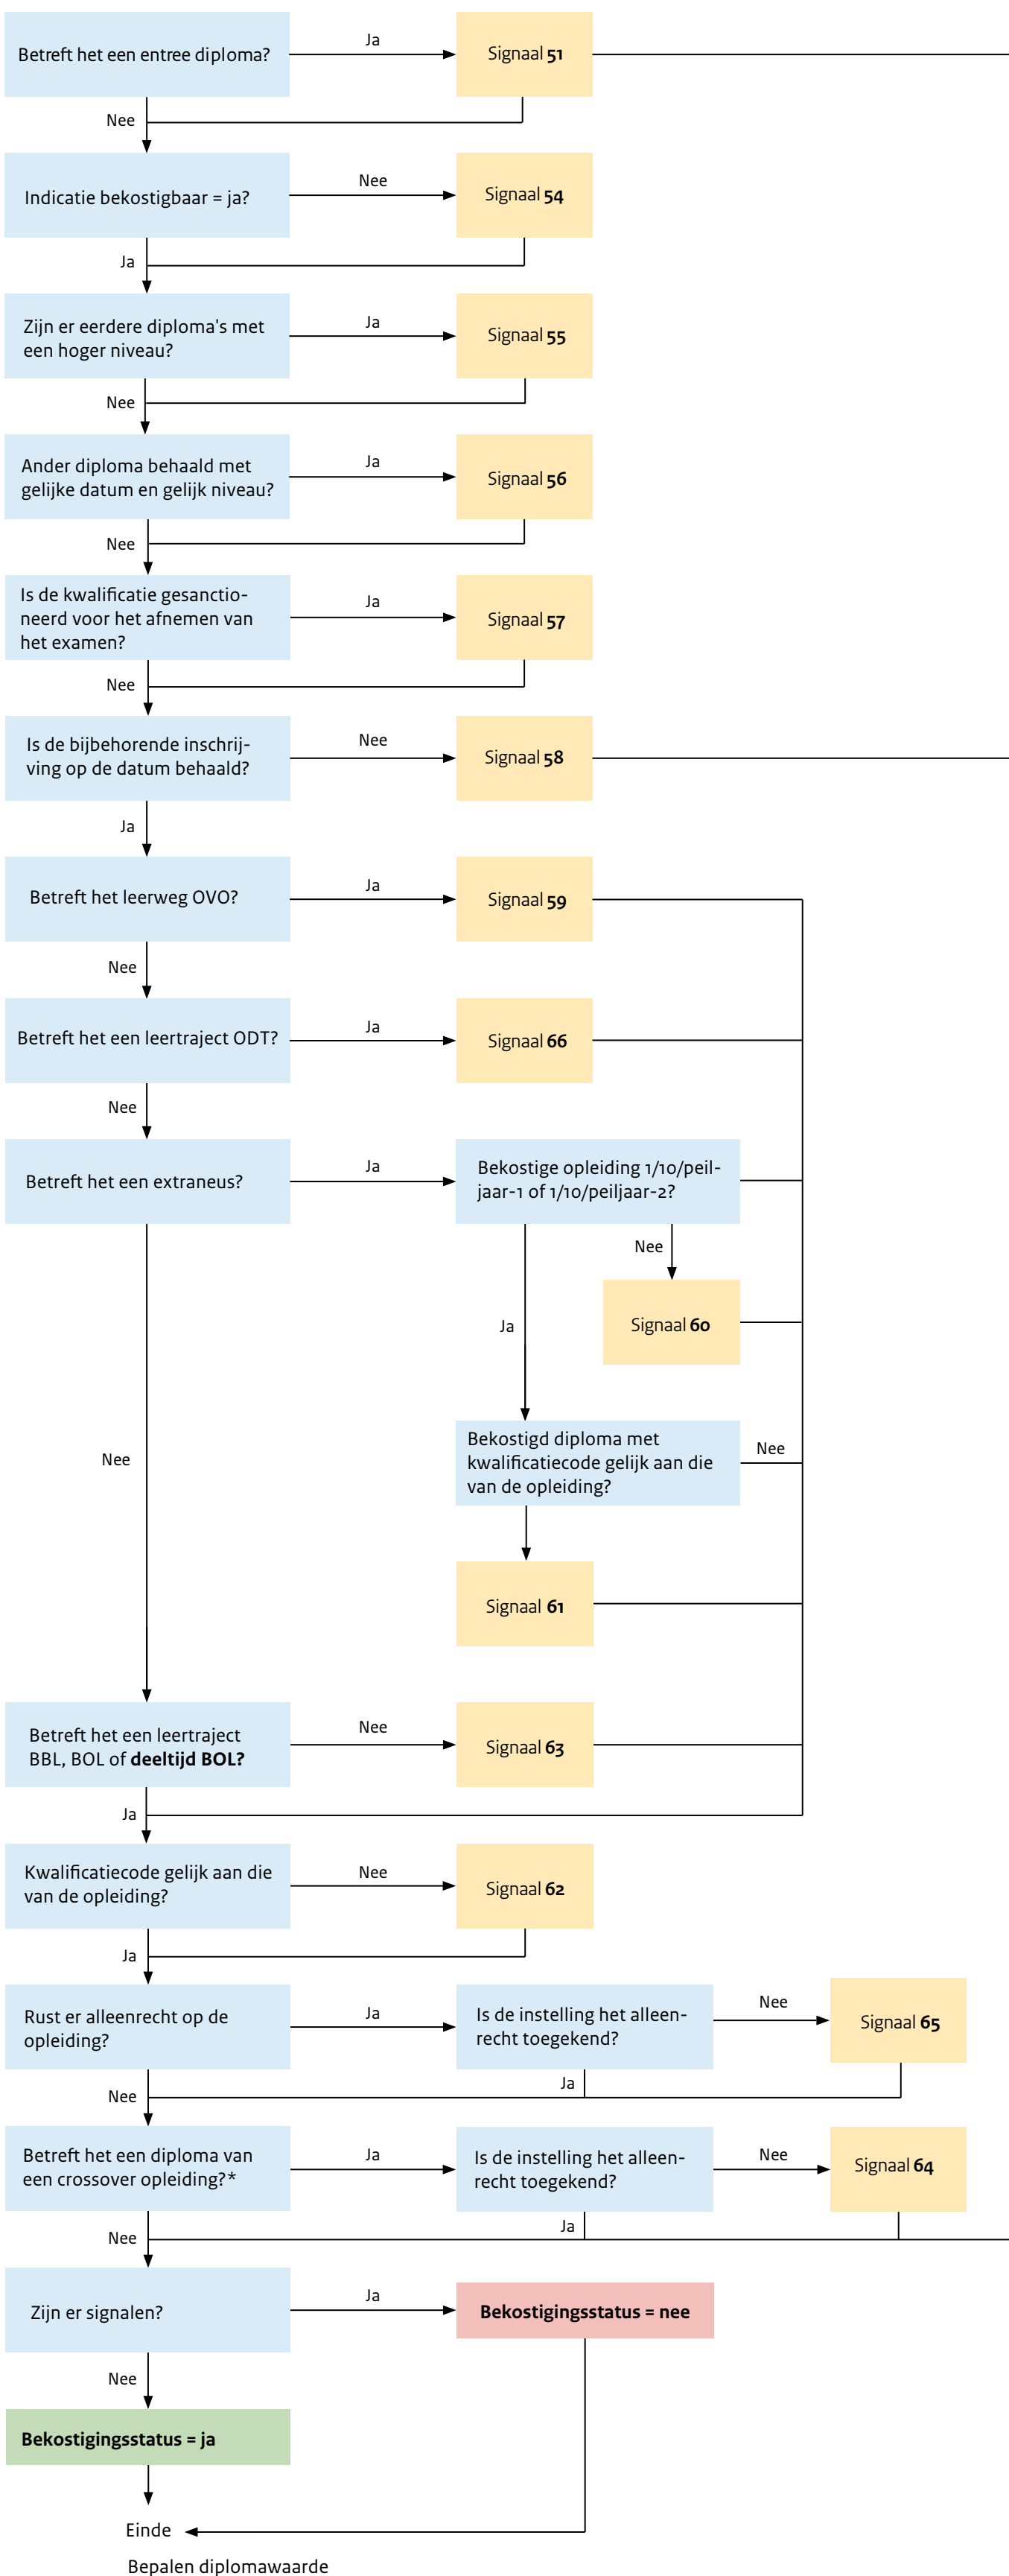 Betreft het een entree diploma?
Ja
Signaal 51
Nee
Indicatie bekostigbaar = ja?
Nee
Signaal 54
Ja
Zijn er eerdere diploma's met
een hoger niveau?
Ja
Signaal 55
Nee
Ander diploma behaald met
gelijke datum en gelijk niveau?
Ja
Signaal 56
Nee
Is de kwalificatie gesanctio-
neerd voor het afnemen van
het examen?
Ja
Signaal 57
Nee
Is de bijbehorende inschrij-
ving op de datum behaald?
Nee
Signaal 58
Ja
Betreft het leerweg OVO?
Ja
Signaal 59
Nee
Betreft het een leertraject ODT?
Ja
Signaal 66
Nee
Betreft het een extraneus?
Ja
Bekostige opleiding 1/10/peil-
jaar-1 of 1/10/peiljaar-2?
Nee
Signaal 60
Ja
Bekostigd diploma met
kwalificatiecode gelijk aan die
van de opleiding?
Nee
Nee
Signaal 61
Betreft het een leertraject
BBL, BOL of deeltijd BOL?
Nee
Signaal 63
Ja
Kwalificatiecode gelijk aan die
van de opleiding?
Nee
Signaal 62
Ja
Rust er alleenrecht op de
opleiding?
Ja
Is de instelling het alleen-
recht toegekend?
Nee
Signaal 65
Ja
Nee
Betreft het een diploma van
een crossover opleiding?*
Ja
Is de instelling het alleen-
recht toegekend?
Nee
Signaal 64
Ja
Nee
Zijn er signalen?
Ja
Bekostigingsstatus = nee
Nee
Bekostigingsstatus = ja
Einde
Bepalen diplomawaarde